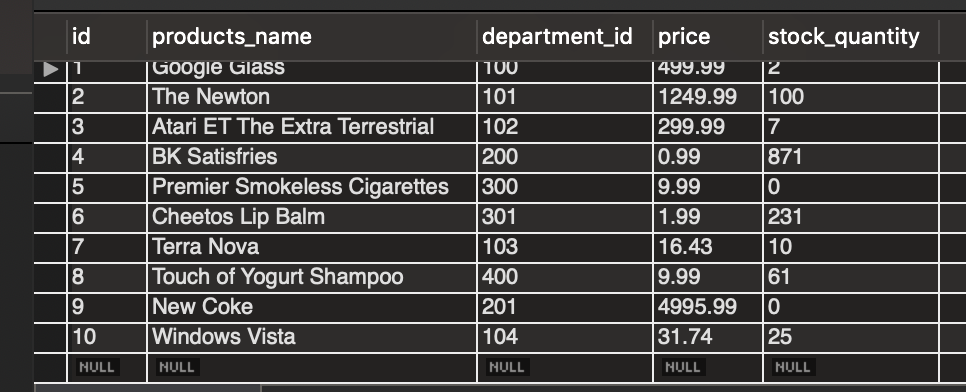 id products_name department_id price stock_quantity
1 Google Glass 100 499.99 2
2 The Newton 101 1249.99 100
3 Atari ET The Extra Terrestrial 102 299.99 7
4 BK Satisfries 200 0.99 871
5 Premier Smokeless Cigarettes 300 9.99 0
6 Cheetos Lip Balm 301 1.99 231
7 Terra Nova 103 16.43 10
8 Touch of Yogurt Shampoo 400 9.99 61
9 New Coke 201 4995.99 0
10 Windows Vista 104 31.74 25
NULL NULL NULL NULL NULL